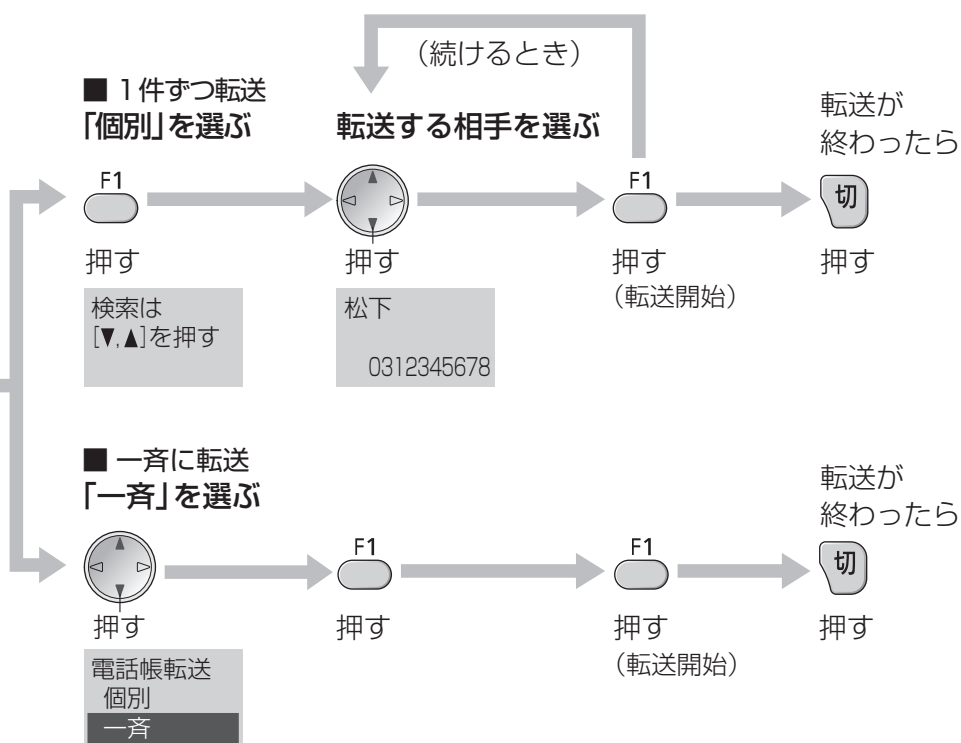 (続けるとき)
■ 1件ずつ転送
「個別」を選ぶ
転送する相手を選ぶ
転送が
終わったら
F1
F1
切
押す
押す
押す
(転送開始)
押す
検索は
[▼,▲]を押す
松下
0312345678
■ 一斉に転送
「一斉」を選ぶ
転送が
終わったら
F1
F1
切
押す
押す
押す
(転送開始)
押す
電話帳転送
個別
一斉